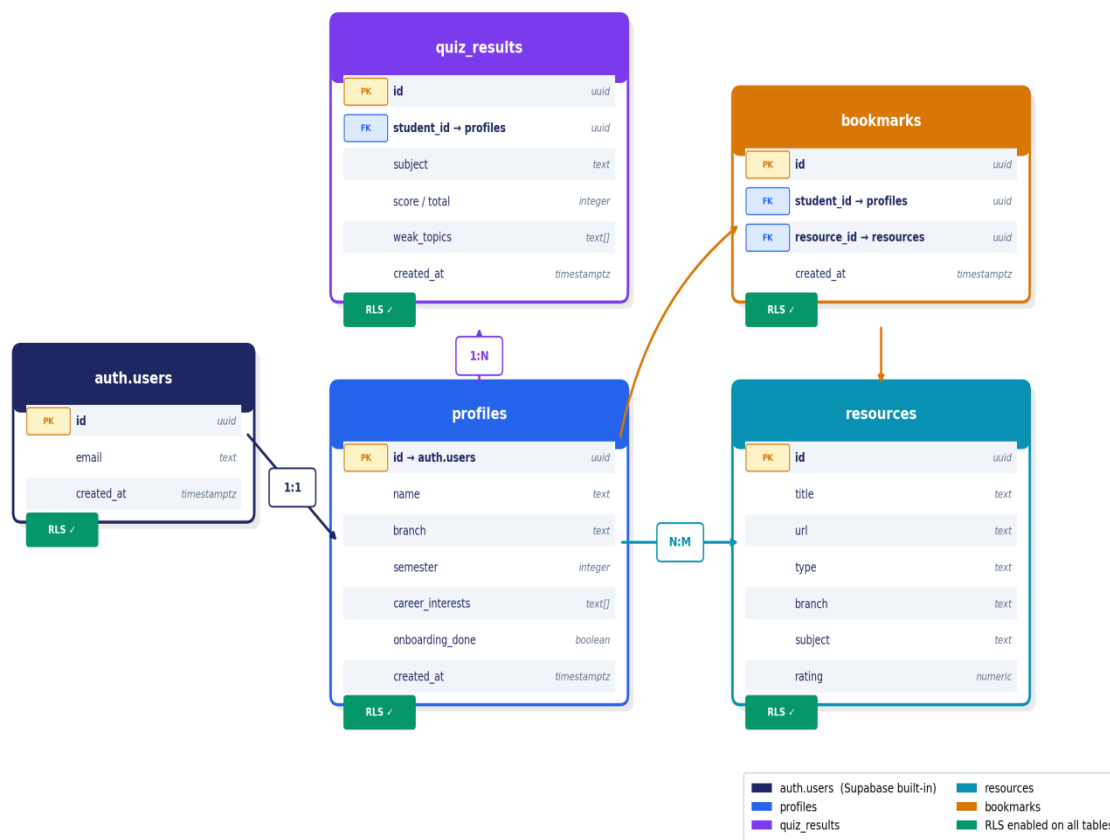 quiz_results
PK id uuid
FK student_id → profiles uuid
subject text
score / total integer
weak_topics text[]
created_at timestamptz
RLS ✓
bookmarks
PK id uuid
FK student_id → profiles uuid
FK resource_id → resources uuid
created_at timestamptz
RLS ✓
auth.users
PK id uuid
email text
created_at timestamptz
RLS ✓
1:1
1:N
profiles
PK id → auth.users uuid
name text
branch text
semester integer
career_interests text[]
onboarding_done boolean
created_at timestamptz
RLS ✓
N:M
resources
PK id uuid
title text
url text
type text
branch text
subject text
rating numeric
RLS ✓
auth.users (Supabase built-in)
profiles
quiz_results
resources
bookmarks
RLS enabled on all tables